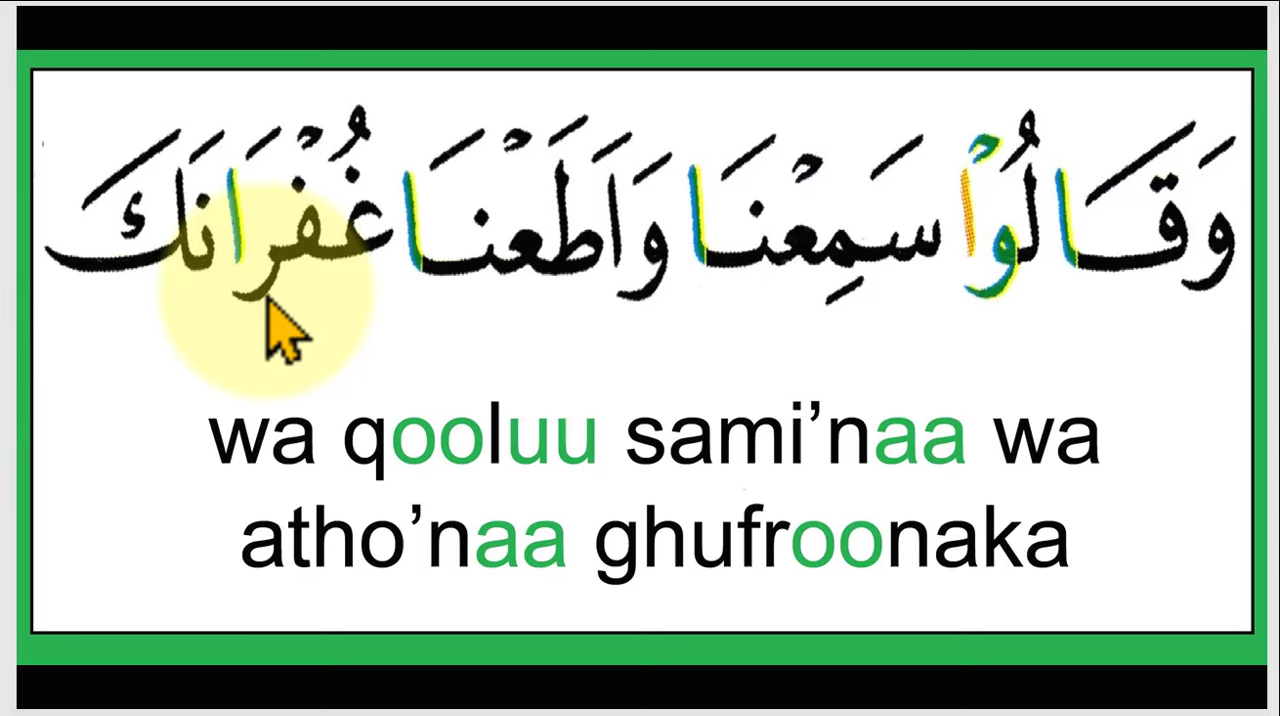 وَقَالُوْا سَمِعْنَا وَاَطَعْنَا غُفْرَانَكَ
wa qooluu sami’naa wa
atho’naa ghufroonaka